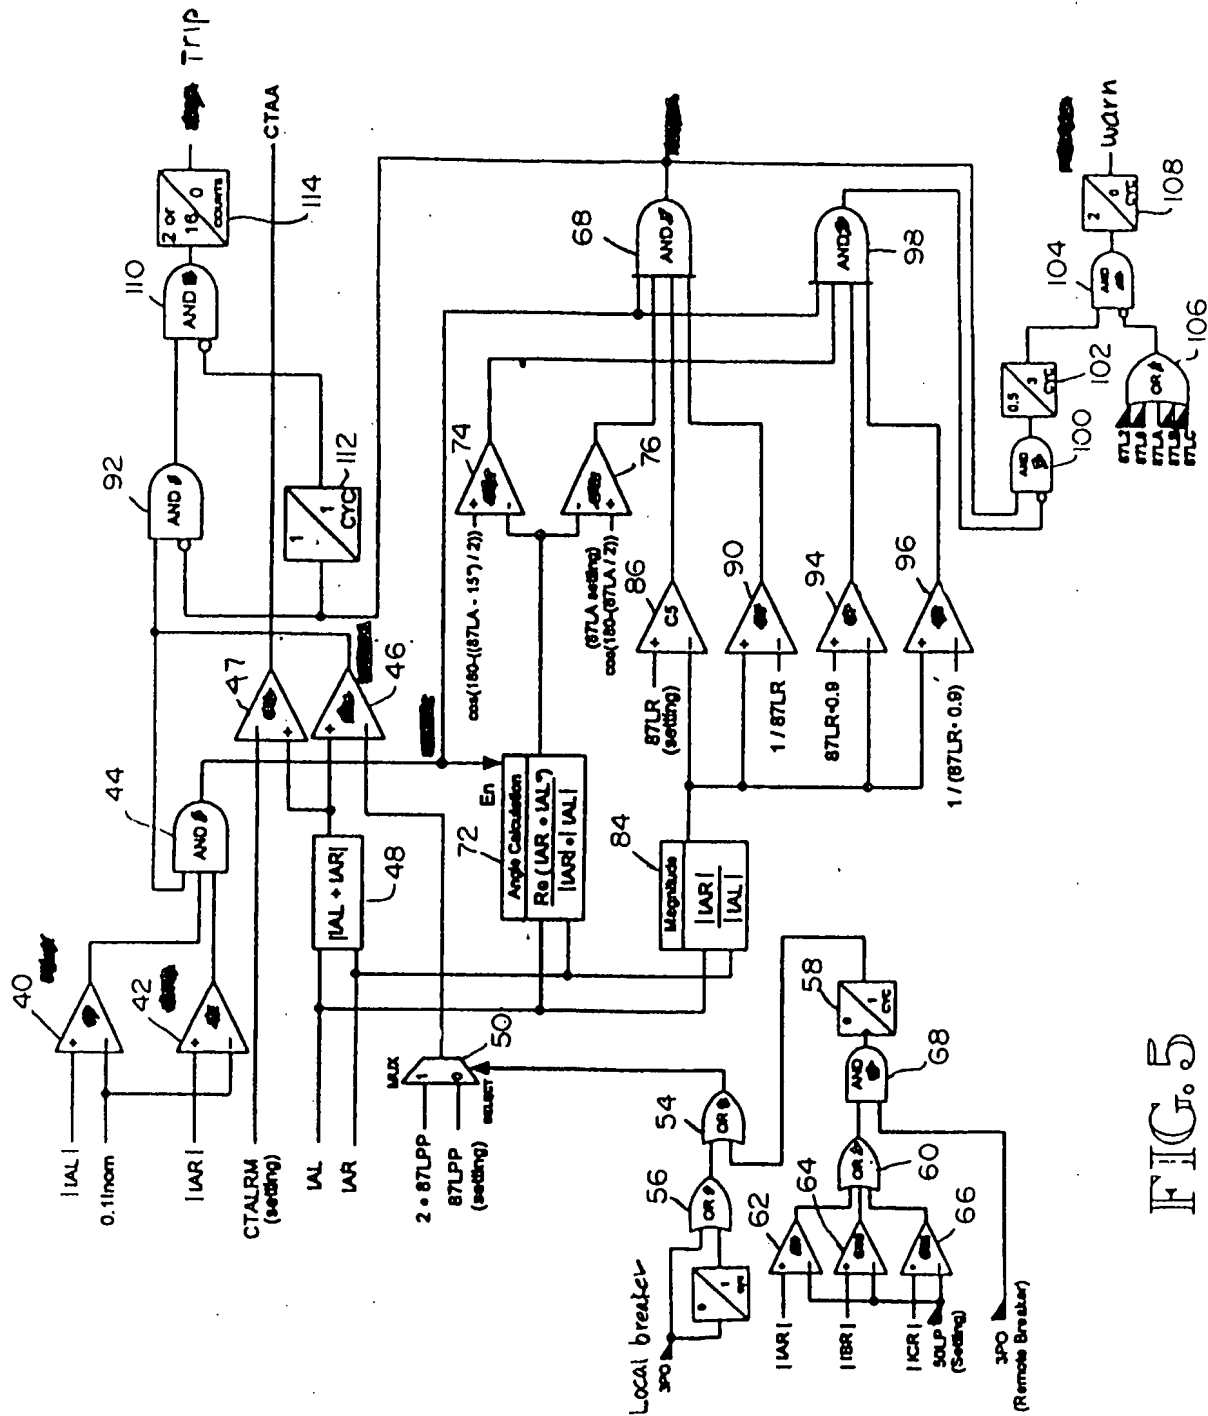 Trip
CTAA
2 or
16
0
COUNTS
114
110
AND
92
AND
112
1
1
CYC
47
+
46
+
44
AND
40
+
-
42
+
-
|IAL|
0.1Inom
|IAR|
CTALRM
(setting)
IAL
IAR
|IAL + IAR|
48
MUX
1
0
SELECT
50
2 • 87LPP
87LPP
(setting)
En
72
Angle Calculation
Re (IAR • IAL*)
|IAR| • |IAL|
74
+
-
cos(180-((87LA - 15°) / 2))
76
-
+
(87LA setting)
cos(180-(87LA / 2))
84
Magnitude
|IAR|
|IAL|
86
C5
+
-
87LR
(setting)
90
+
-
1 / 87LR
94
+
-
87LR•0.9
96
+
-
1 / (87LR• 0.9)
68
AND
98
AND
100
AND
102
0.5
3
CYC
104
AND
106
OR
87L2
87LA
87LB
87LC
108
2
0
CYC
warn
Local breaker
3PO
0
1
cyc
56
OR
54
OR
58
0
1
CYC
68
AND
60
OR
62
64
66
|IAR|
|IBR|
|ICR|
50LP
(Setting)
3PO
(Remote Breaker)
FIG. 5